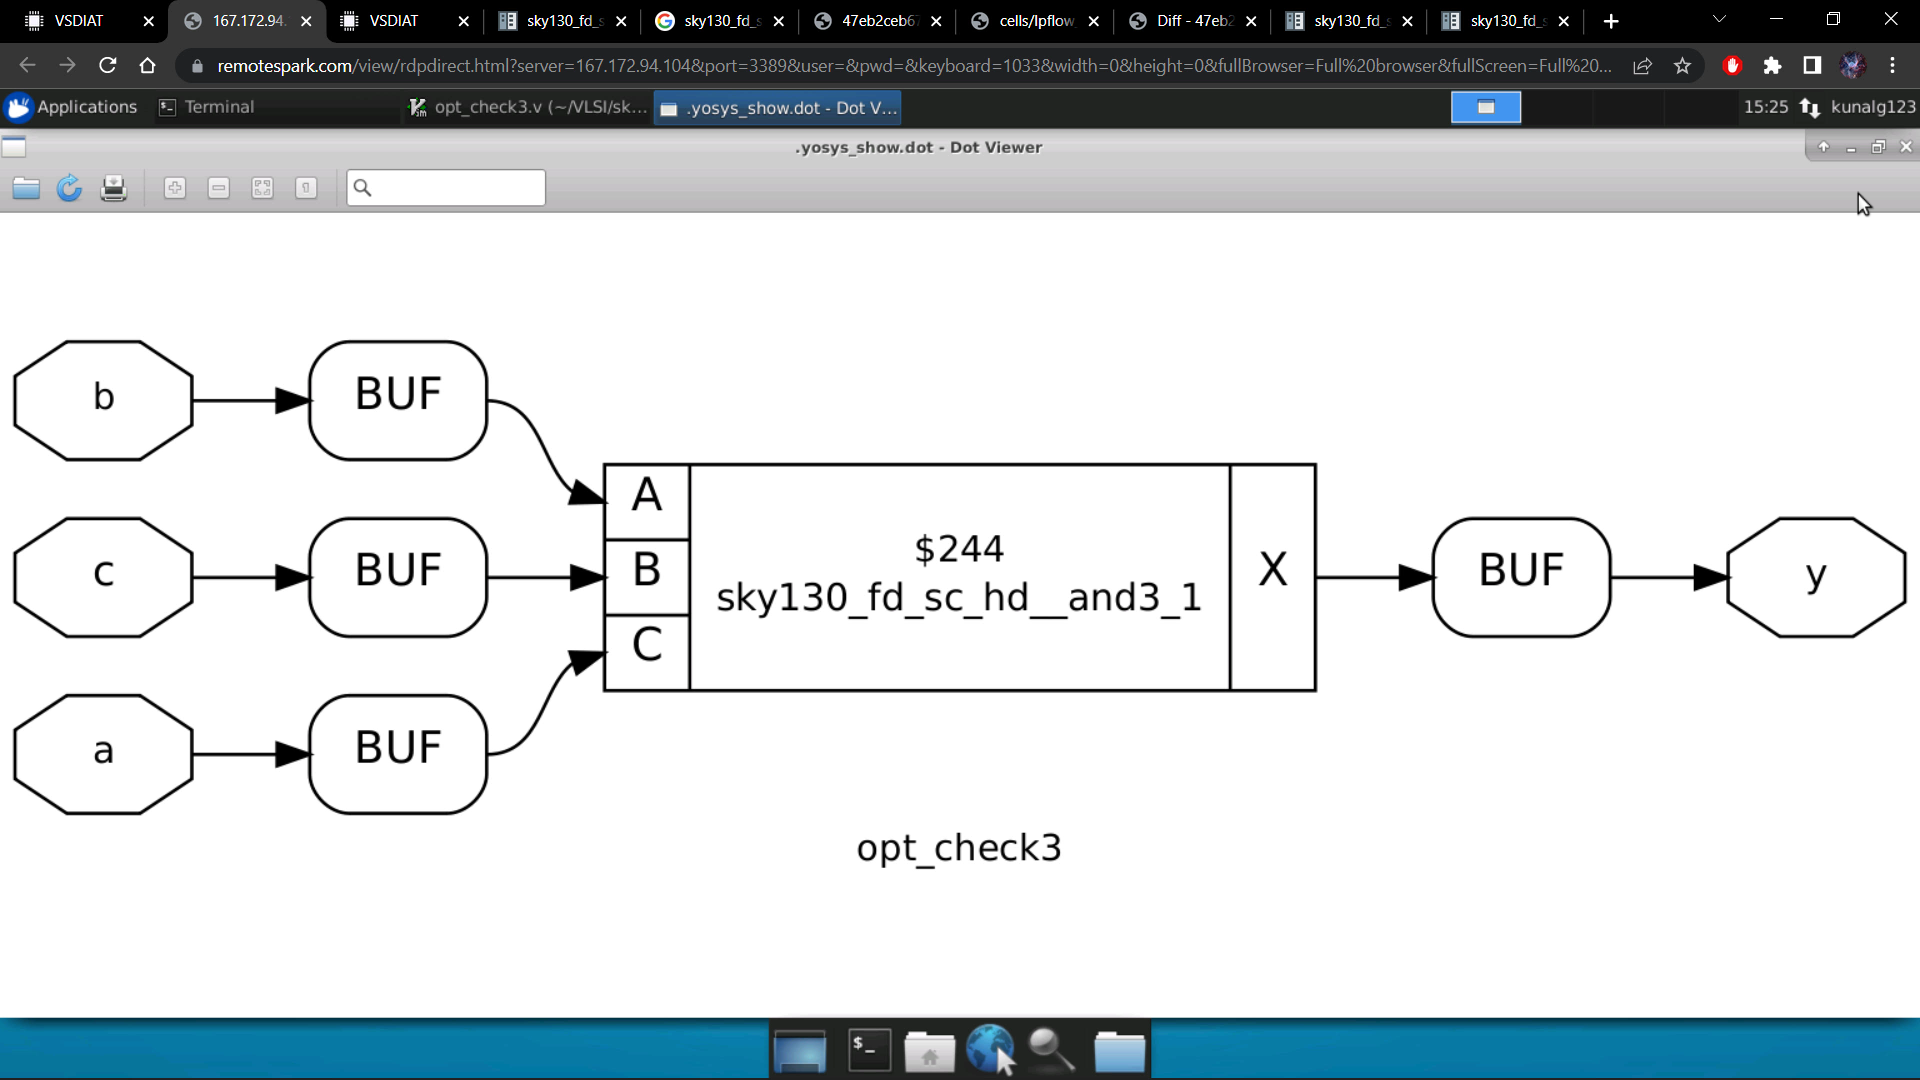 VSDIAT
167.172.94.
VSDIAT
sky130_fd_s
sky130_fd_s
47eb2ceb67
cells/lpflow
Diff - 47eb2
sky130_fd_s
sky130_fd_s
remotespark.com/view/rdpdirect.html?server=167.172.94.104&port=3389&user=&pwd=&keyboard=1033&width=0&height=0&fullBrowser=Full%20browser&fullScreen=Full%20...
Applications
Terminal
opt_check3.v (~/VLSI/sk...
.yosys_show.dot - Dot V...
15:25
kunalg123
.yosys_show.dot - Dot Viewer
b
BUF
A
c
BUF
B
$244
sky130_fd_sc_hd__and3_1
X
BUF
y
C
a
BUF
opt_check3